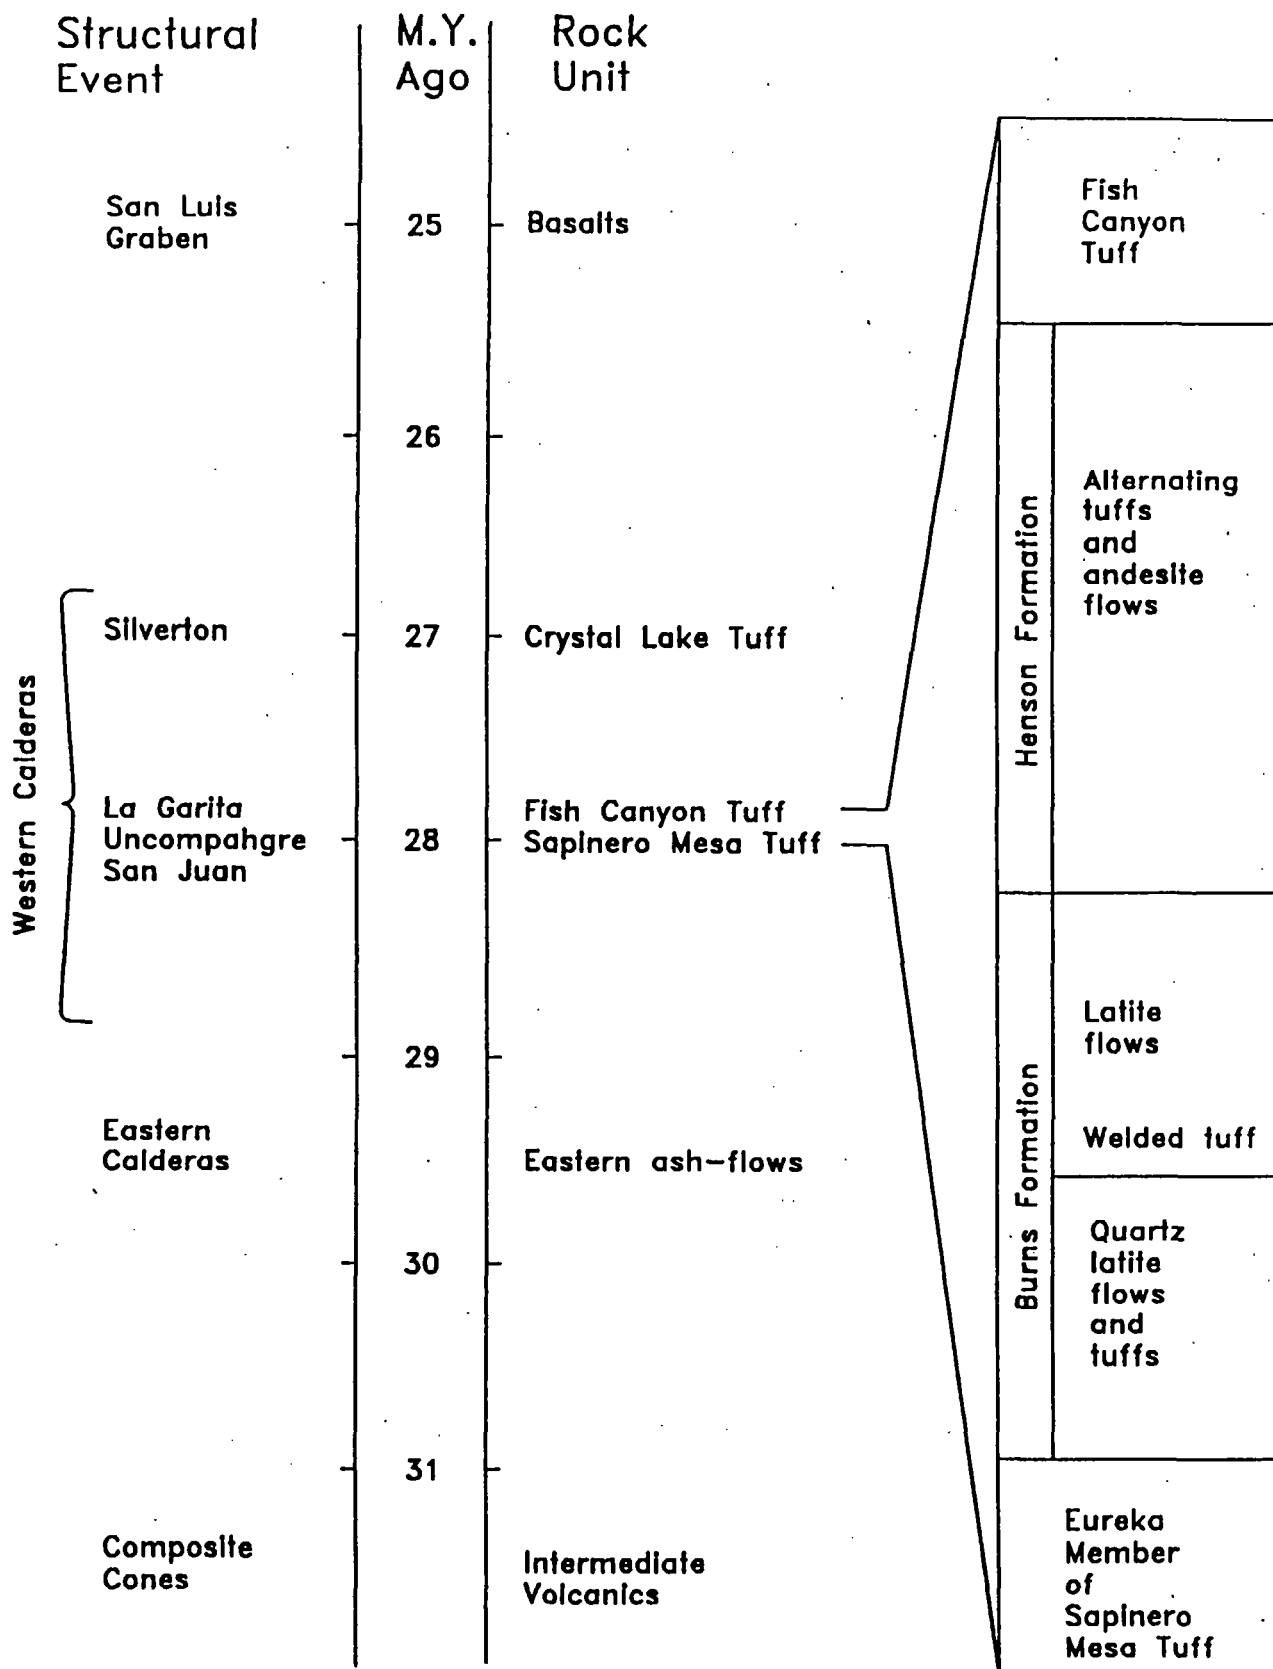 Structural
Event
M.Y.
Ago
Rock
Unit
San Luis
Graben
25
Basalts
26
Western Calderas
Silverton
27
Crystal Lake Tuff
La Garita
Uncompahgre
San Juan
28
Fish Canyon Tuff
Sapinero Mesa Tuff
29
Eastern
Calderas
Eastern ash-flows
30
31
Composite
Cones
Intermediate
Volcanics
Fish
Canyon
Tuff
Henson Formation
Alternating
tuffs
and
andesite
flows
Burns Formation
Latite
flows
Welded tuff
Quartz
latite
flows
and
tuffs
Eureka
Member
of
Sapinero
Mesa Tuff